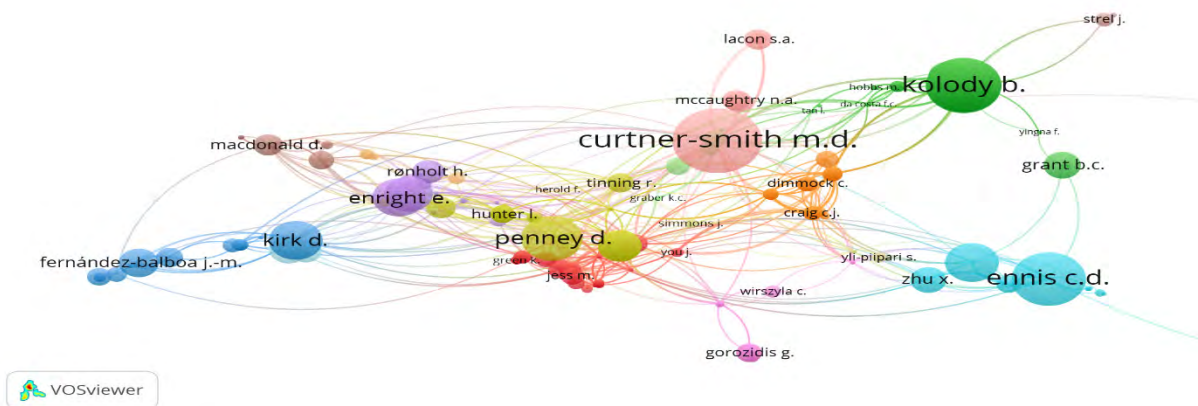 strel j.
lacon s.a.
kolody b.
hobbs m.
mccaughtry n.a.
da costa f.c.
tan l.
yingna f.
curtner-smith m.d.
macdonald d.
grant b.c.
rønholt h.
tinning r.
dimmock c.
herold f.
enright e.
graber k.c.
hunter l.
craig c.j.
simmons j.
kirk d.
penney d.
you j.
fernández-balboa j.-m.
green k.
yli-piipari s.
jess m.
zhu x.
ennis c.d.
wirszyla c.
gorozidis g.
VOSviewer